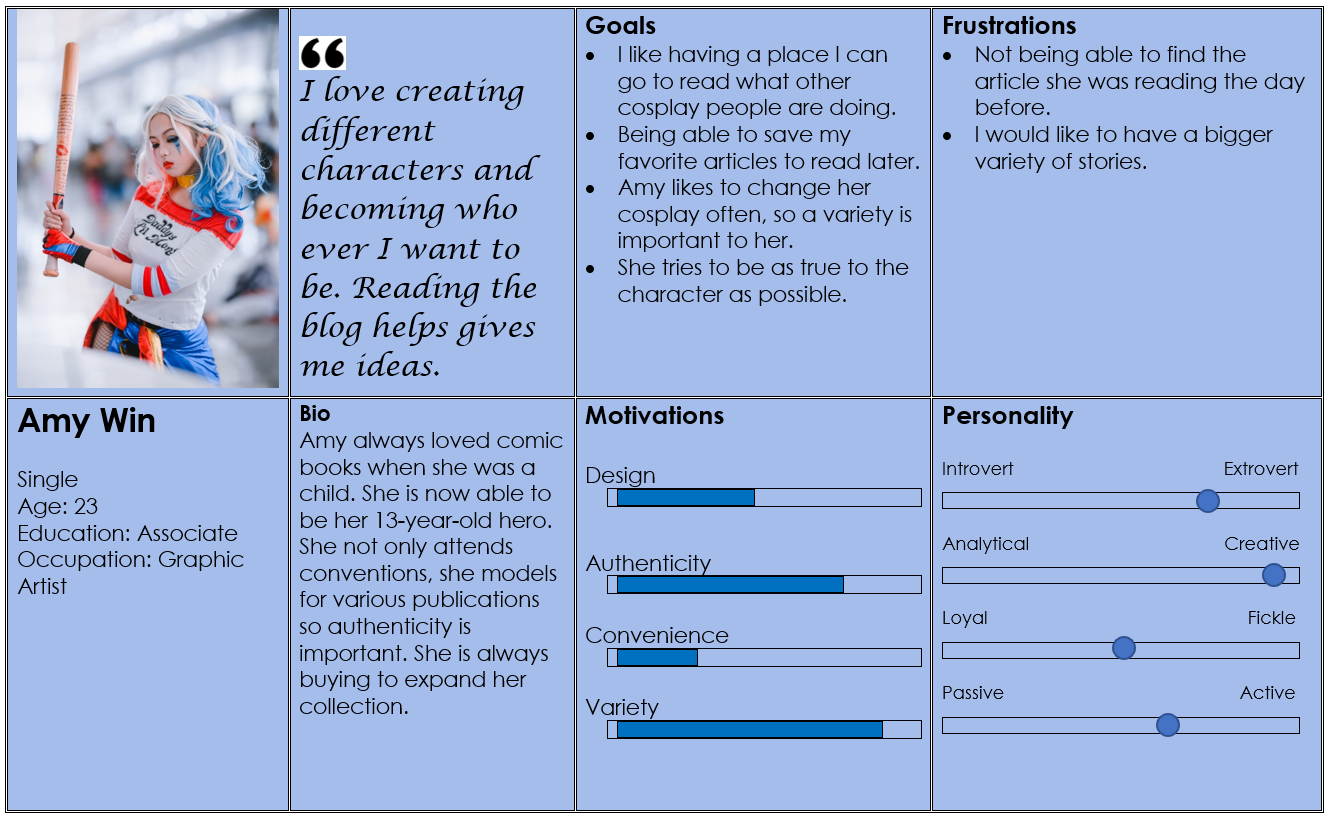 Daddy's
Lil Mons
❝
I love creating
different
characters and
becoming who
ever I want to
be. Reading the
blog helps gives
me ideas.
Goals
• I like having a place I can
go to read what other
cosplay people are doing.
• Being able to save my
favorite articles to read later.
• Amy likes to change her
cosplay often, so a variety is
important to her.
• She tries to be as true to the
character as possible.
Frustrations
• Not being able to find the
article she was reading the day
before.
• I would like to have a bigger
variety of stories.
Amy Win
Single
Age: 23
Education: Associate
Occupation: Graphic
Artist
Bio
Amy always loved comic
books when she was a
child. She is now able to
be her 13-year-old hero.
She not only attends
conventions, she models
for various publications
so authenticity is
important. She is always
buying to expand her
collection.
Motivations
Design
Authenticity
Convenience
Variety
Personality
Introvert Extrovert
Analytical Creative
Loyal Fickle
Passive Active